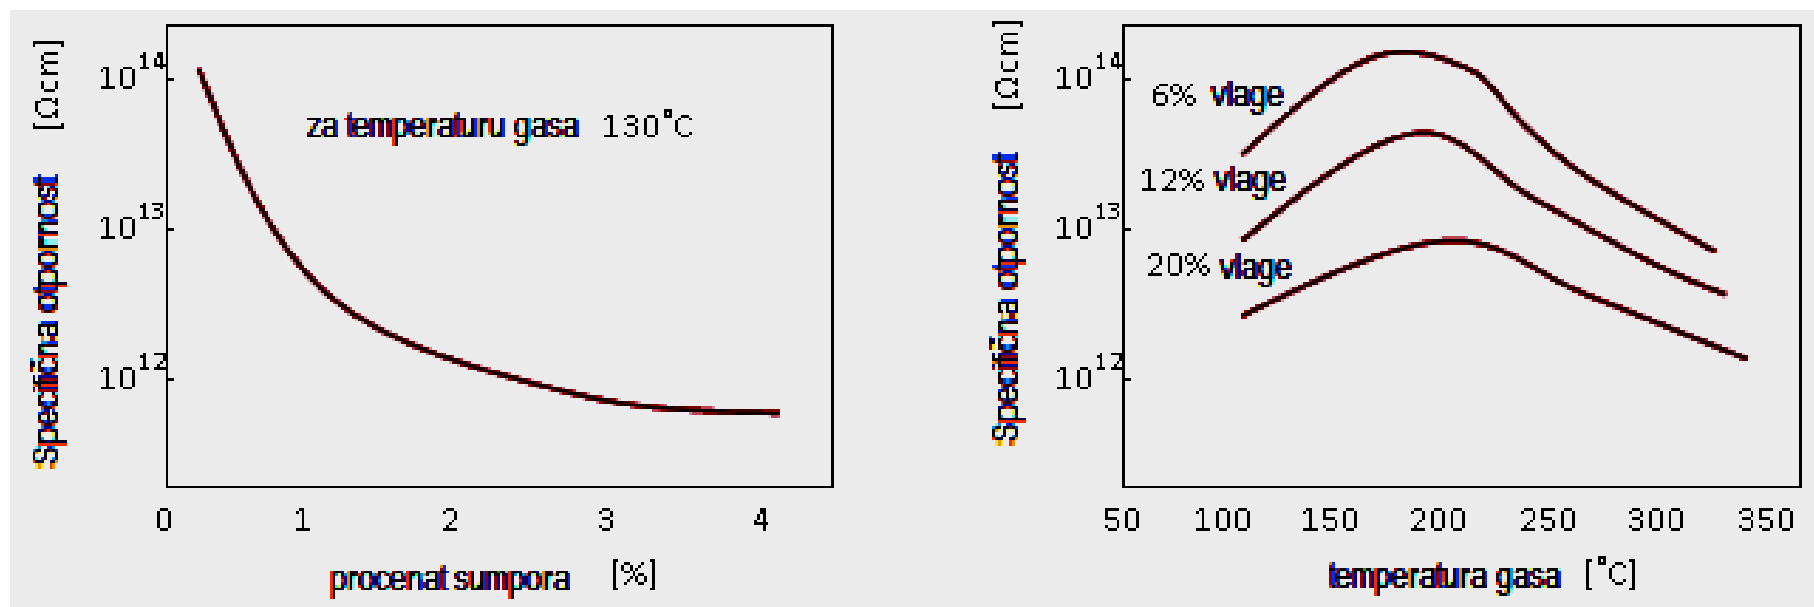 Specifična otpornost [Ωcm]
10¹⁴
10¹³
10¹²
za temperaturu gasa 130°C
0 1 2 3 4
procenat sumpora [%]
Specifična otpornost [Ωcm]
10¹⁴
10¹³
10¹²
6% vlage
12% vlage
20% vlage
50 100 150 200 250 300 350
temperatura gasa [°C]